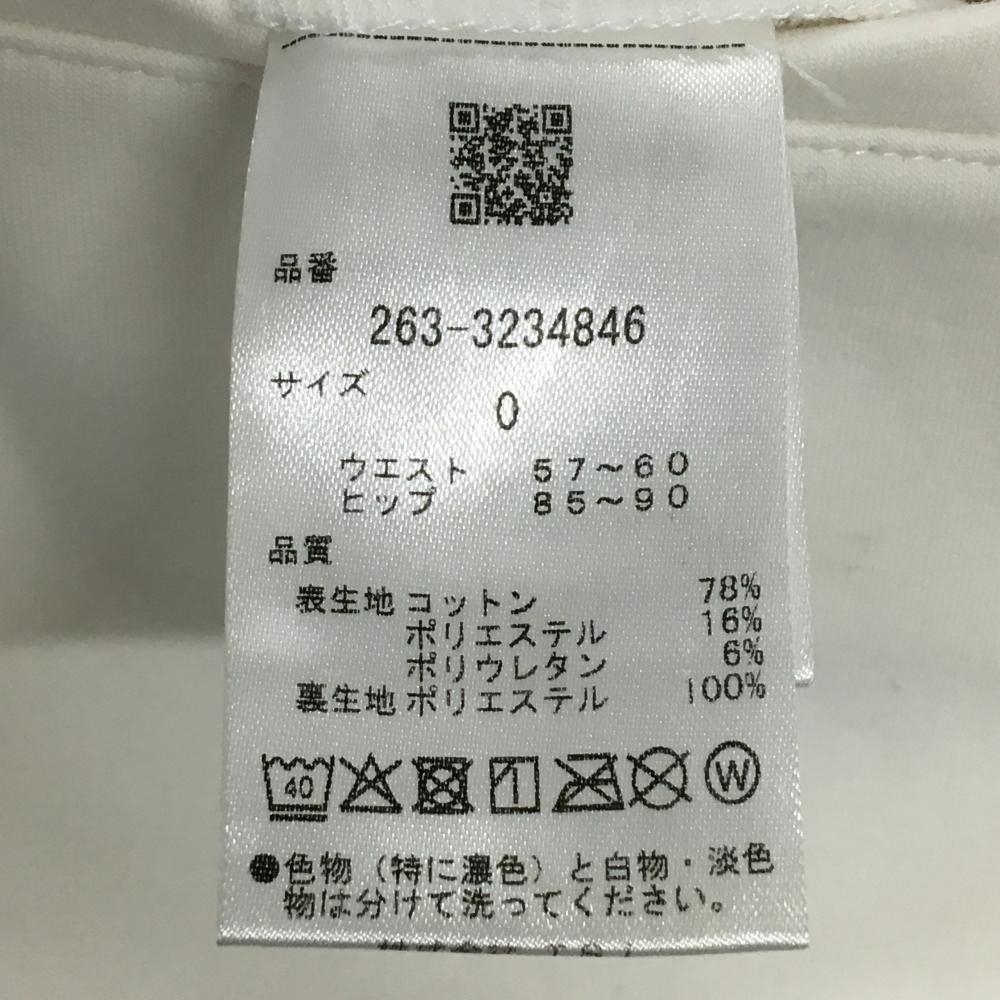 品番
263-3234846
サイズ
0
ウエスト 57~60
ヒップ 85~90
品質
表生地 コットン 78%
ポリエステル 16%
ポリウレタン 6%
裏生地 ポリエステル 100%
40
W
●色物(特に濃色)と白物・淡色
物は分けて洗ってください。